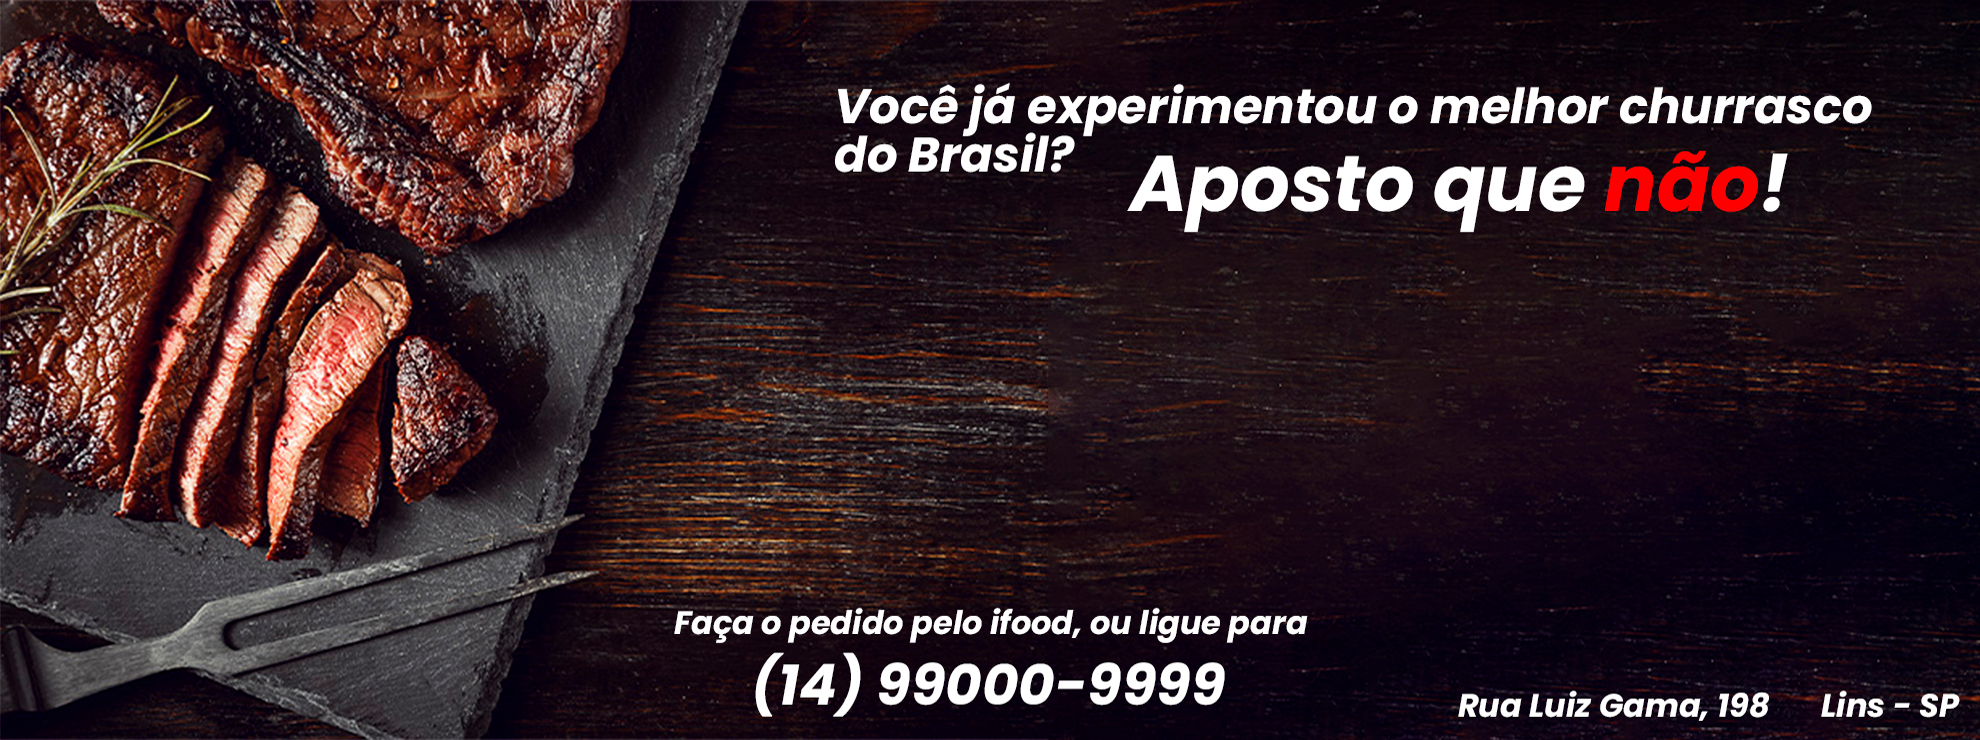 Você já experimentou o melhor churrasco
do Brasil?
Aposto que não!
Faça o pedido pelo ifood, ou ligue para
(14) 99000-9999
Rua Luiz Gama, 198 Lins - SP